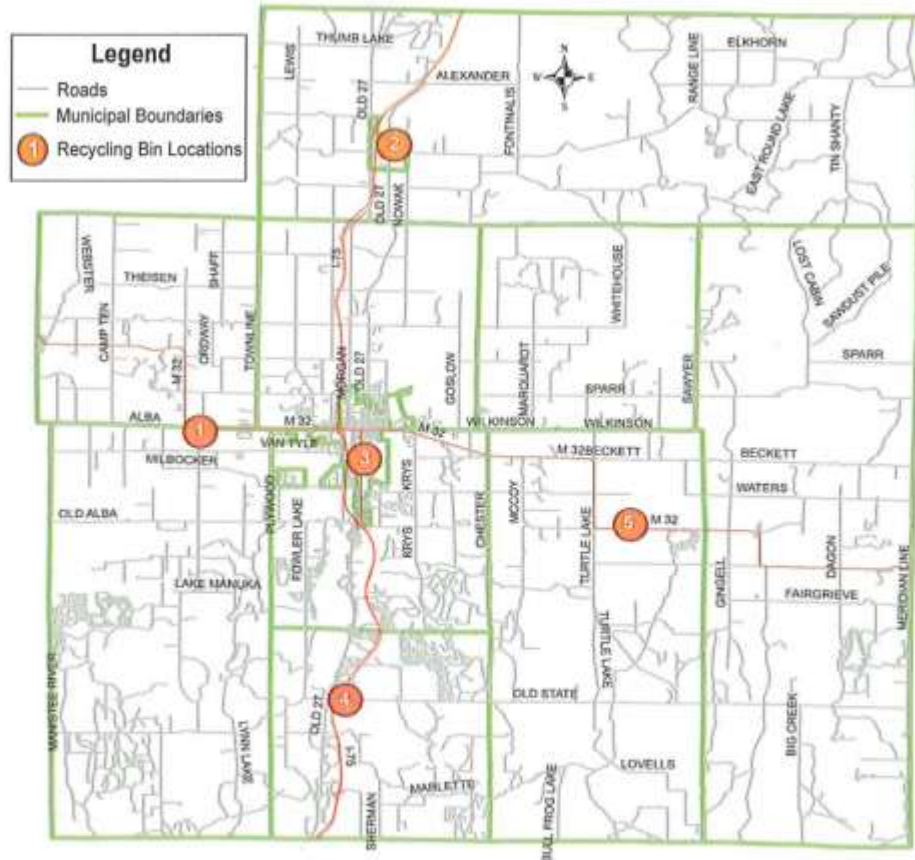 Legend
Roads
Municipal Boundaries
1 Recycling Bin Locations
N
W E
S
LEWIS
THUMB LAKE
OLD 27
ALEXANDER
FONTINALIS
RANGE LINE
ELKHORN
EAST ROUND LAKE
TIN SHANTY
2
OLD 27
NOWAK
I-75
WEBSTER
THEISEN
SHAFF
CAMP TEN
M 32
ORDWAY
TOWNLINE
MORGAN
OLD 27
GOSLOW
WHITEHOUSE
MARQUARDT
SPARR
SAWYER
LOST CABIN
SAWDUST PILE
SPARR
ALBA
1
M 32
M 32
WILKINSON
WILKINSON
VAN TYLE
MILBOCKER
3
M 32
BECKETT
BECKETT
WATERS
PLYWOOD
FOWLER LAKE
KRYS
KRYS
CHESTER
MCCOY
TURTLE LAKE
5
M 32
OLD ALBA
LAKE MANUKA
GINGELL
DAGON
FAIRGRIEVE
MERIDIAN LINE
TURTLE LAKE
MANISTEE RIVER
LYNN LAKE
OLD 27
4
I-75
OLD STATE
BIG CREEK
SHERMAN
MARLETTE
BULL FROG LAKE
LOVELLS